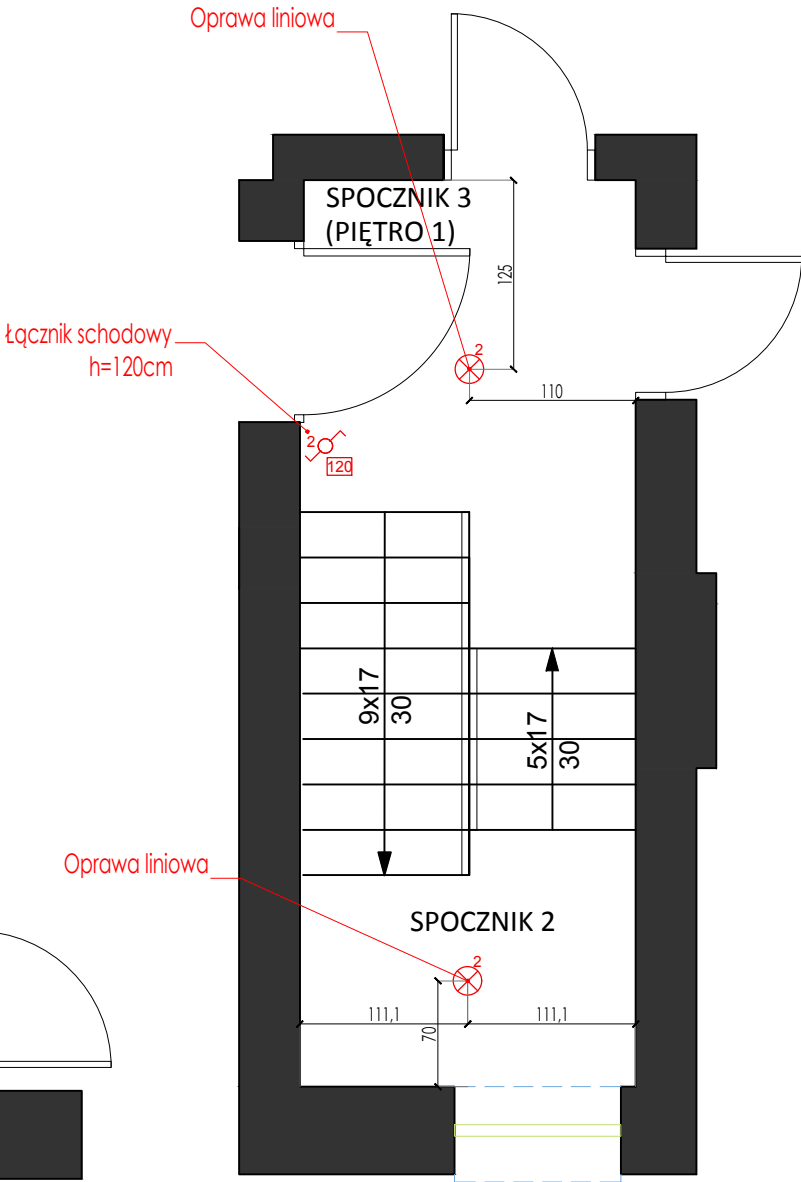 Oprawa liniowa
SPOCZNIK 3
(PIĘTRO 1)
125
Łącznik schodowy
h=120cm
2
110
2
120
9x17
30
5x17
30
Oprawa liniowa
SPOCZNIK 2
2
111,1
111,1
70